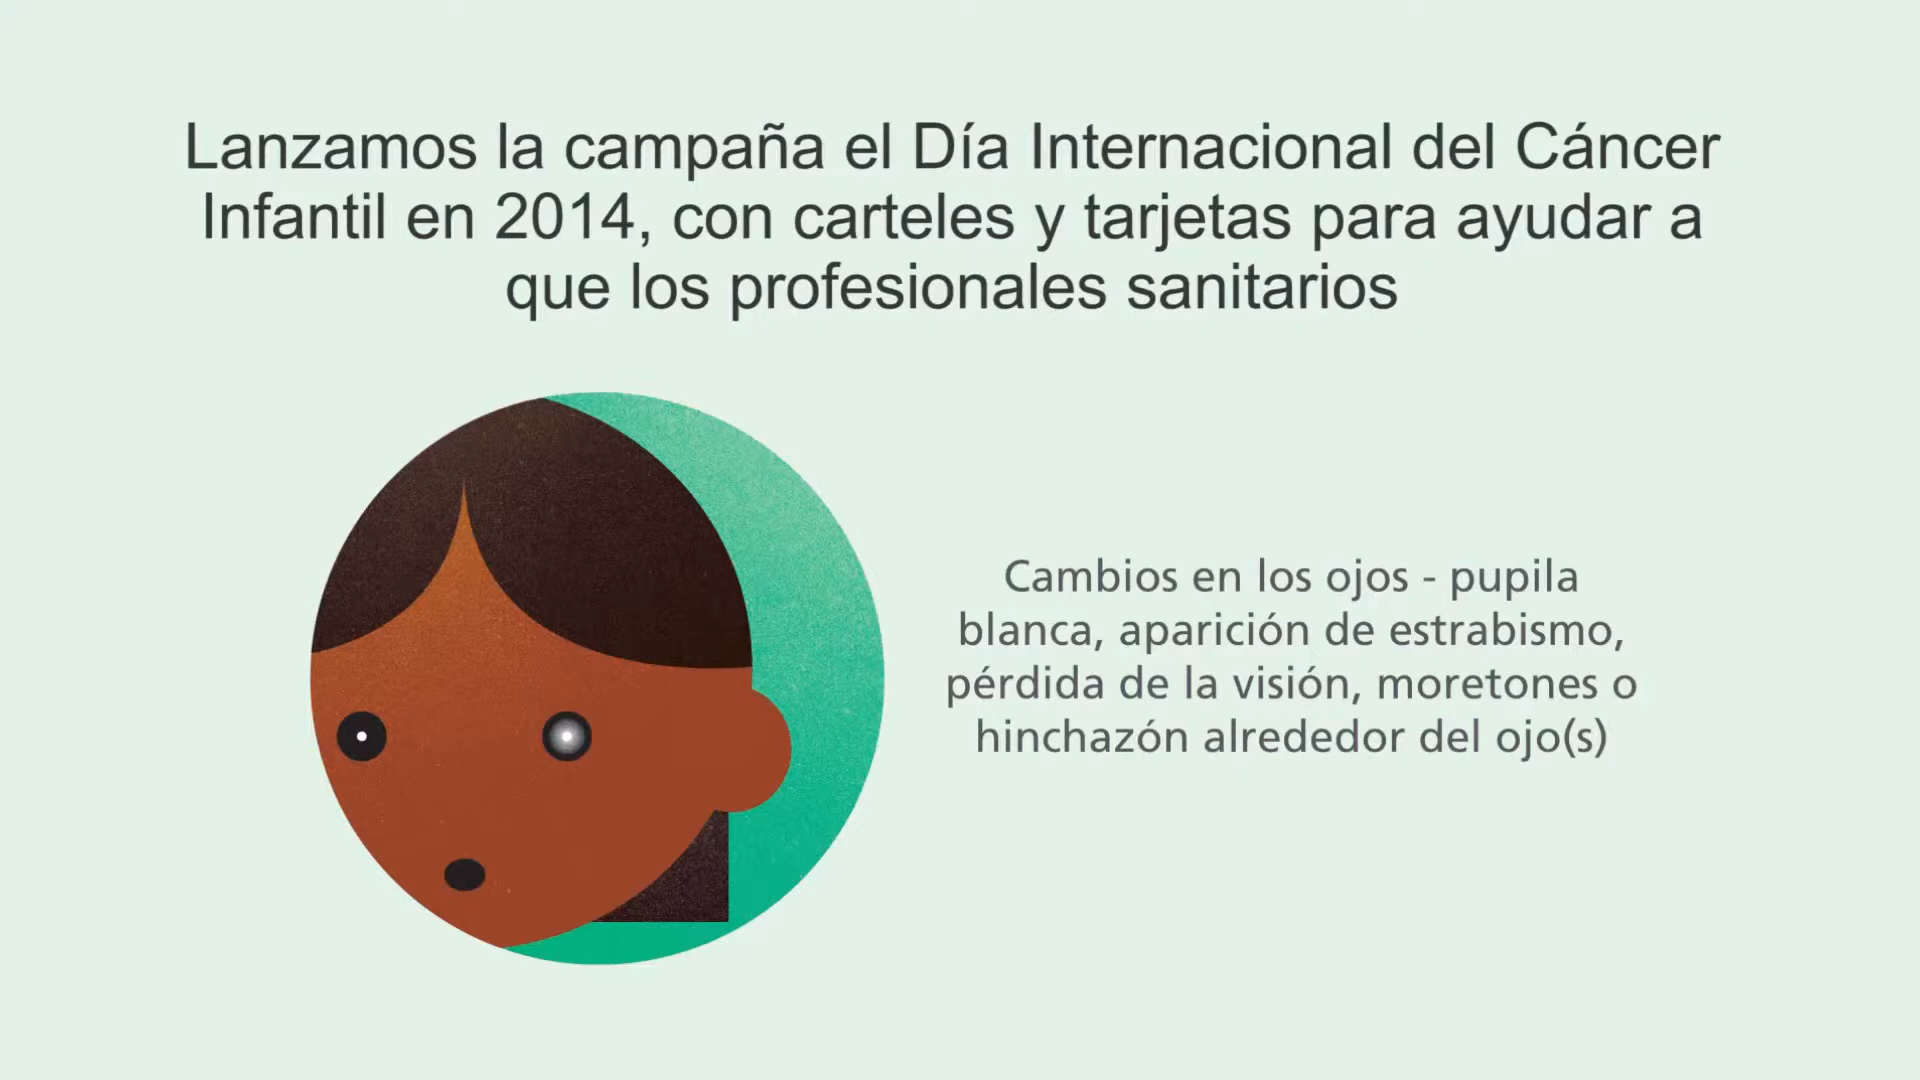 Lanzamos la campaña el Día Internacional del Cáncer
Infantil en 2014, con carteles y tarjetas para ayudar a
que los profesionales sanitarios
Cambios en los ojos - pupila
blanca, aparición de estrabismo,
pérdida de la visión, moretones o
hinchazón alrededor del ojo(s)